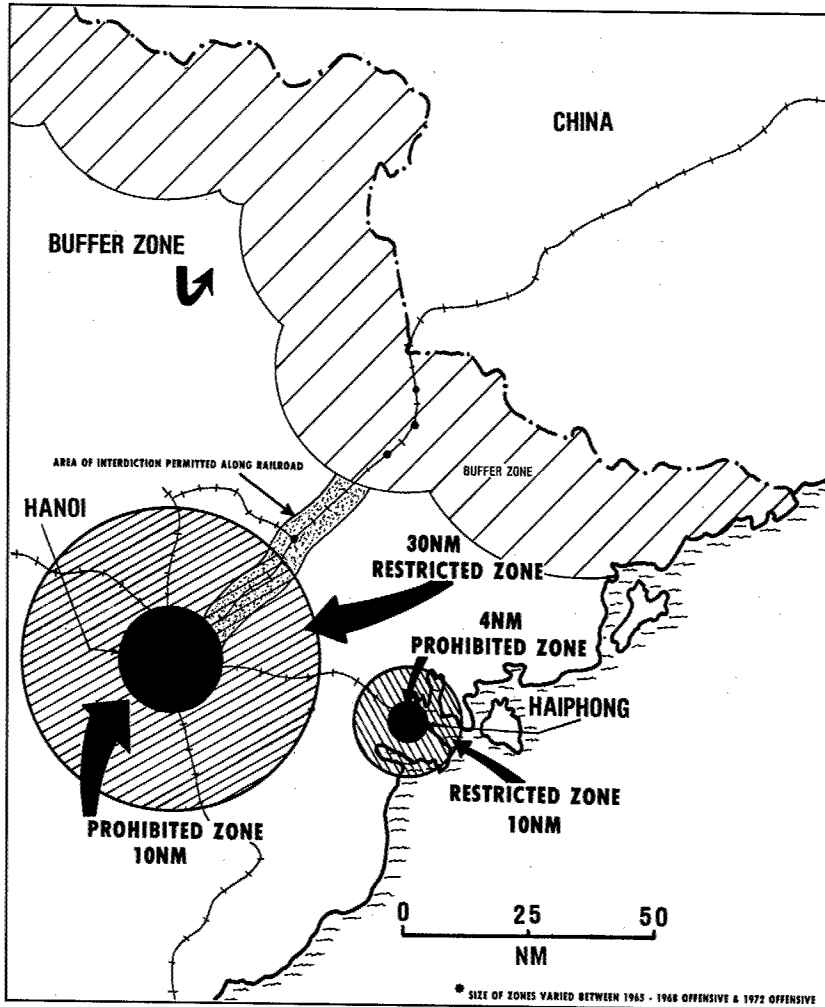 CHINA
BUFFER ZONE
BUFFER ZONE
AREA OF INTERDICTION PERMITTED ALONG RAILROAD
HANOI
30NM
RESTRICTED ZONE
4NM
PROHIBITED ZONE
HAIPHONG
RESTRICTED ZONE
10NM
PROHIBITED ZONE
10NM
0 25 50
NM
* SIZE OF ZONES VARIED BETWEEN 1965 - 1968 OFFENSIVE & 1972 OFFENSIVE